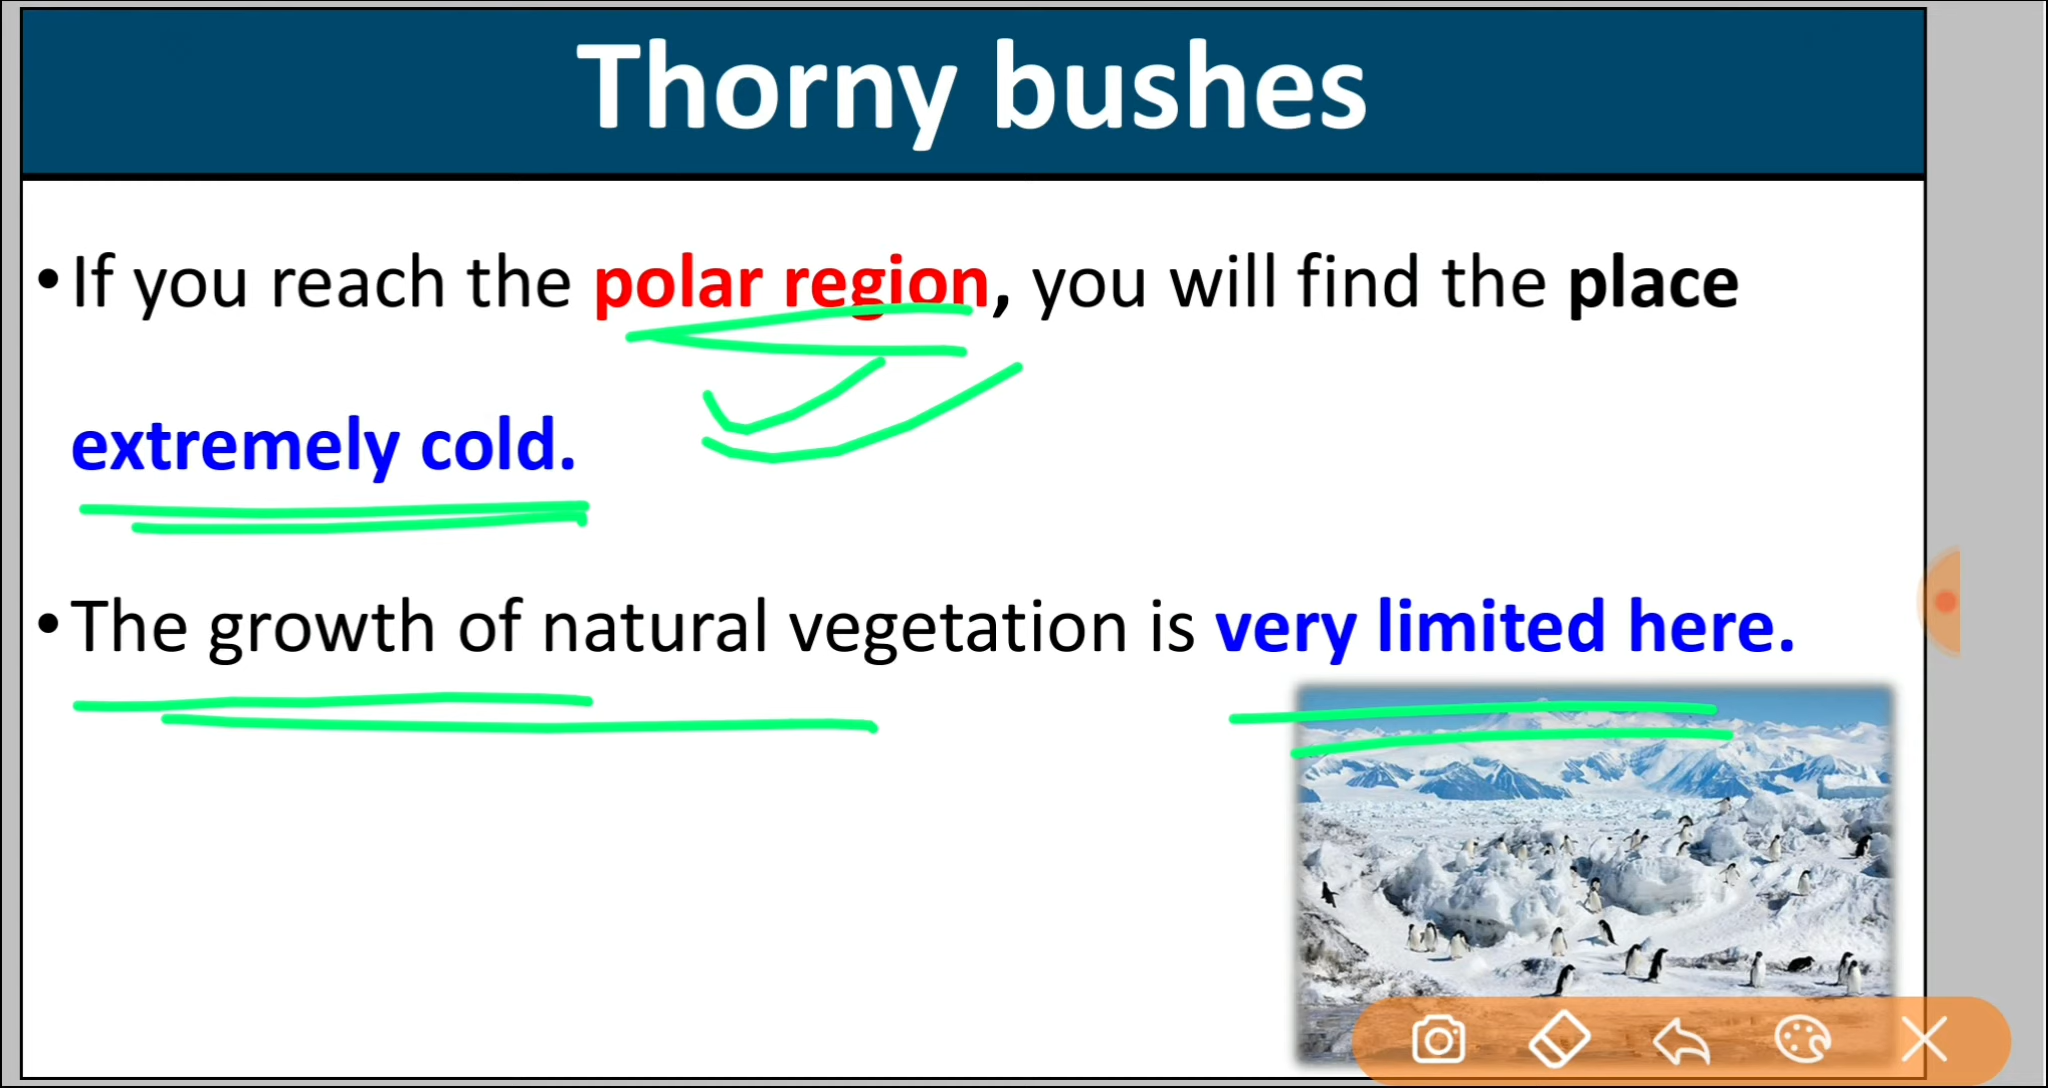 Thorny bushes
•If you reach the polar region, you will find the place
extremely cold.
•The growth of natural vegetation is very limited here.